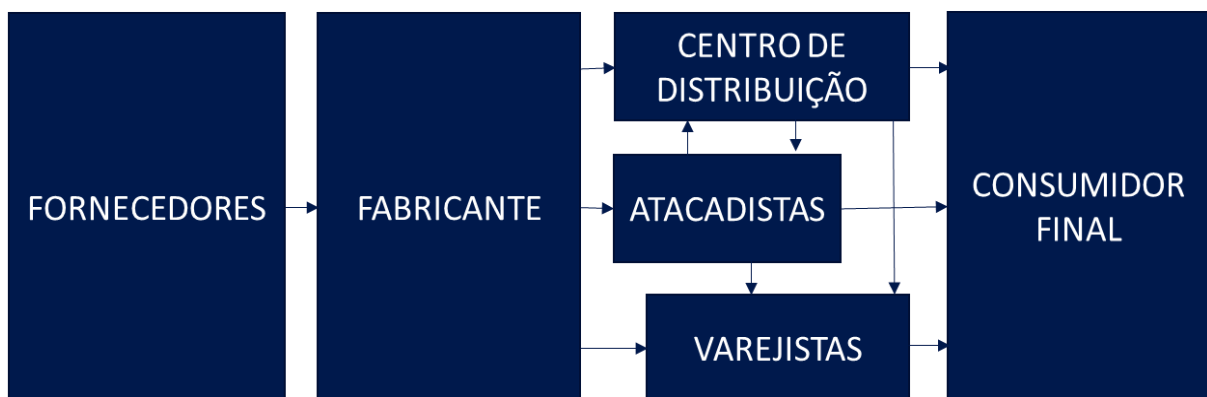 FORNECEDORES
FABRICANTE
CENTRO DE
DISTRIBUIÇÃO
ATACADISTAS
VAREJISTAS
CONSUMIDOR
FINAL